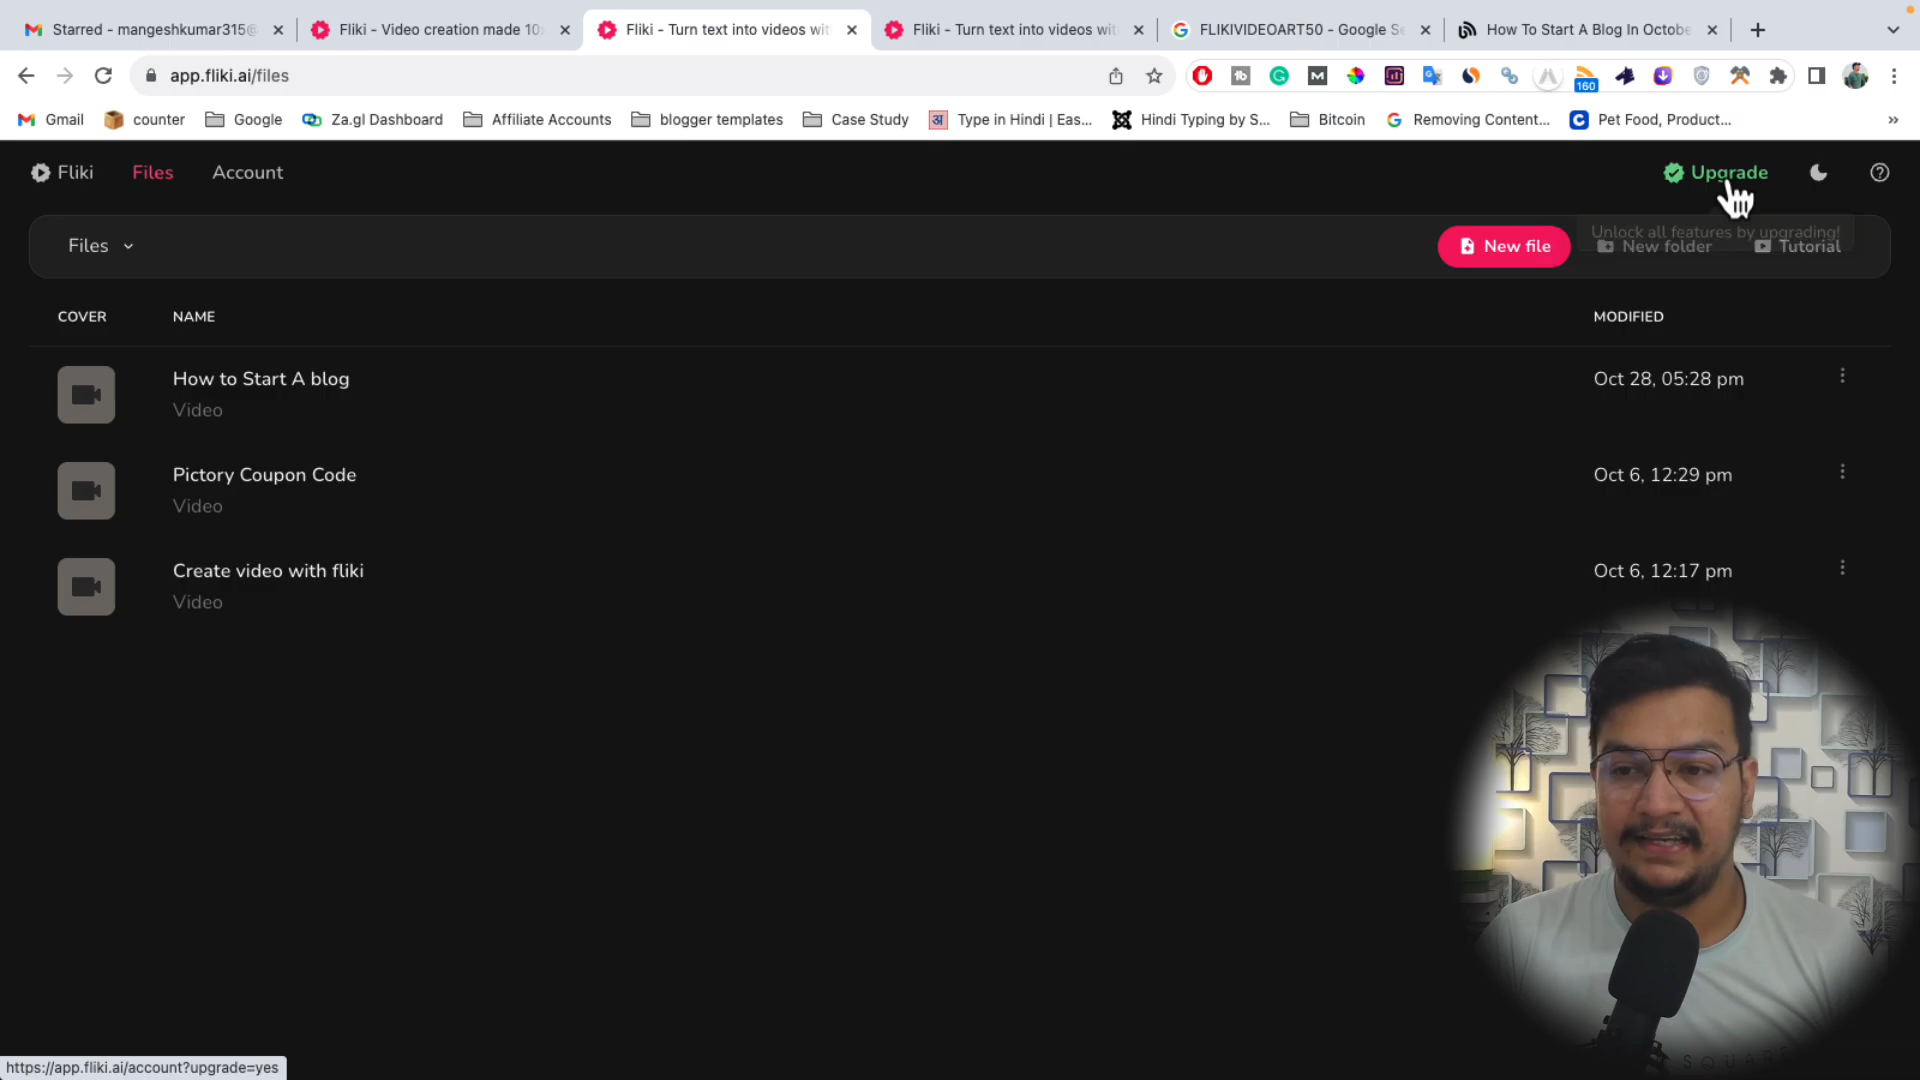 Starred - mangeshkumar315@
Fliki - Video creation made 10
Fliki - Turn text into videos wit
Fliki - Turn text into videos wit
FLIKIVIDEOART50 - Google Se
How To Start A Blog In Octobe
app.fliki.ai/files
160
Gmail
counter
Google
Za.gl Dashboard
Affiliate Accounts
blogger templates
Case Study
अ Type in Hindi | Eas...
Hindi Typing by S...
Bitcoin
Removing Content...
Pet Food, Product...
»
Fliki
Files
Account
Upgrade
Unlock all features by upgrading!
Files
New file
New folder
Tutorial
COVER
NAME
MODIFIED
How to Start A blog
Video
Oct 28, 05:28 pm
Pictory Coupon Code
Video
Oct 6, 12:29 pm
Create video with fliki
Video
Oct 6, 12:17 pm
https://app.fliki.ai/account?upgrade=yes